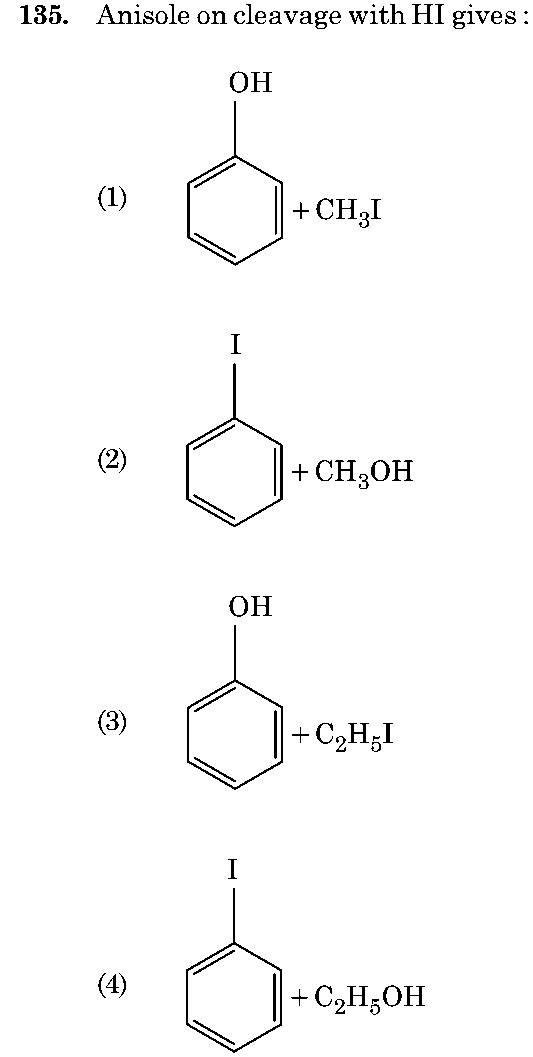 135. Anisole on cleavage with HI gives :
OH
(1) + CH₃I
I
(2) + CH₃OH
OH
(3) + C₂H₅I
I
(4) + C₂H₅OH